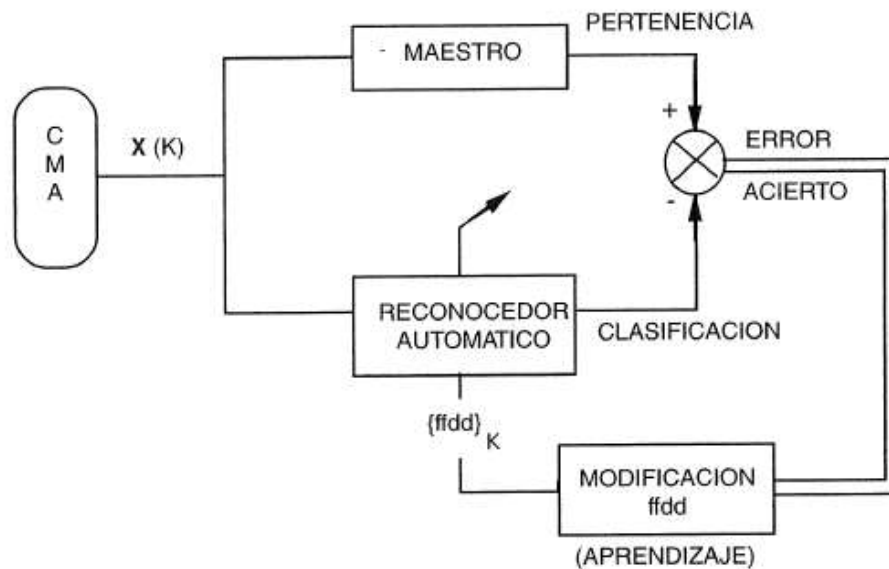 PERTENENCIA
- MAESTRO
C
M
A
X (K)
+
ERROR
-
ACIERTO
RECONOCEDOR
AUTOMATICO
CLASIFICACION
{ffdd}
K
MODIFICACION
ffdd
(APRENDIZAJE)